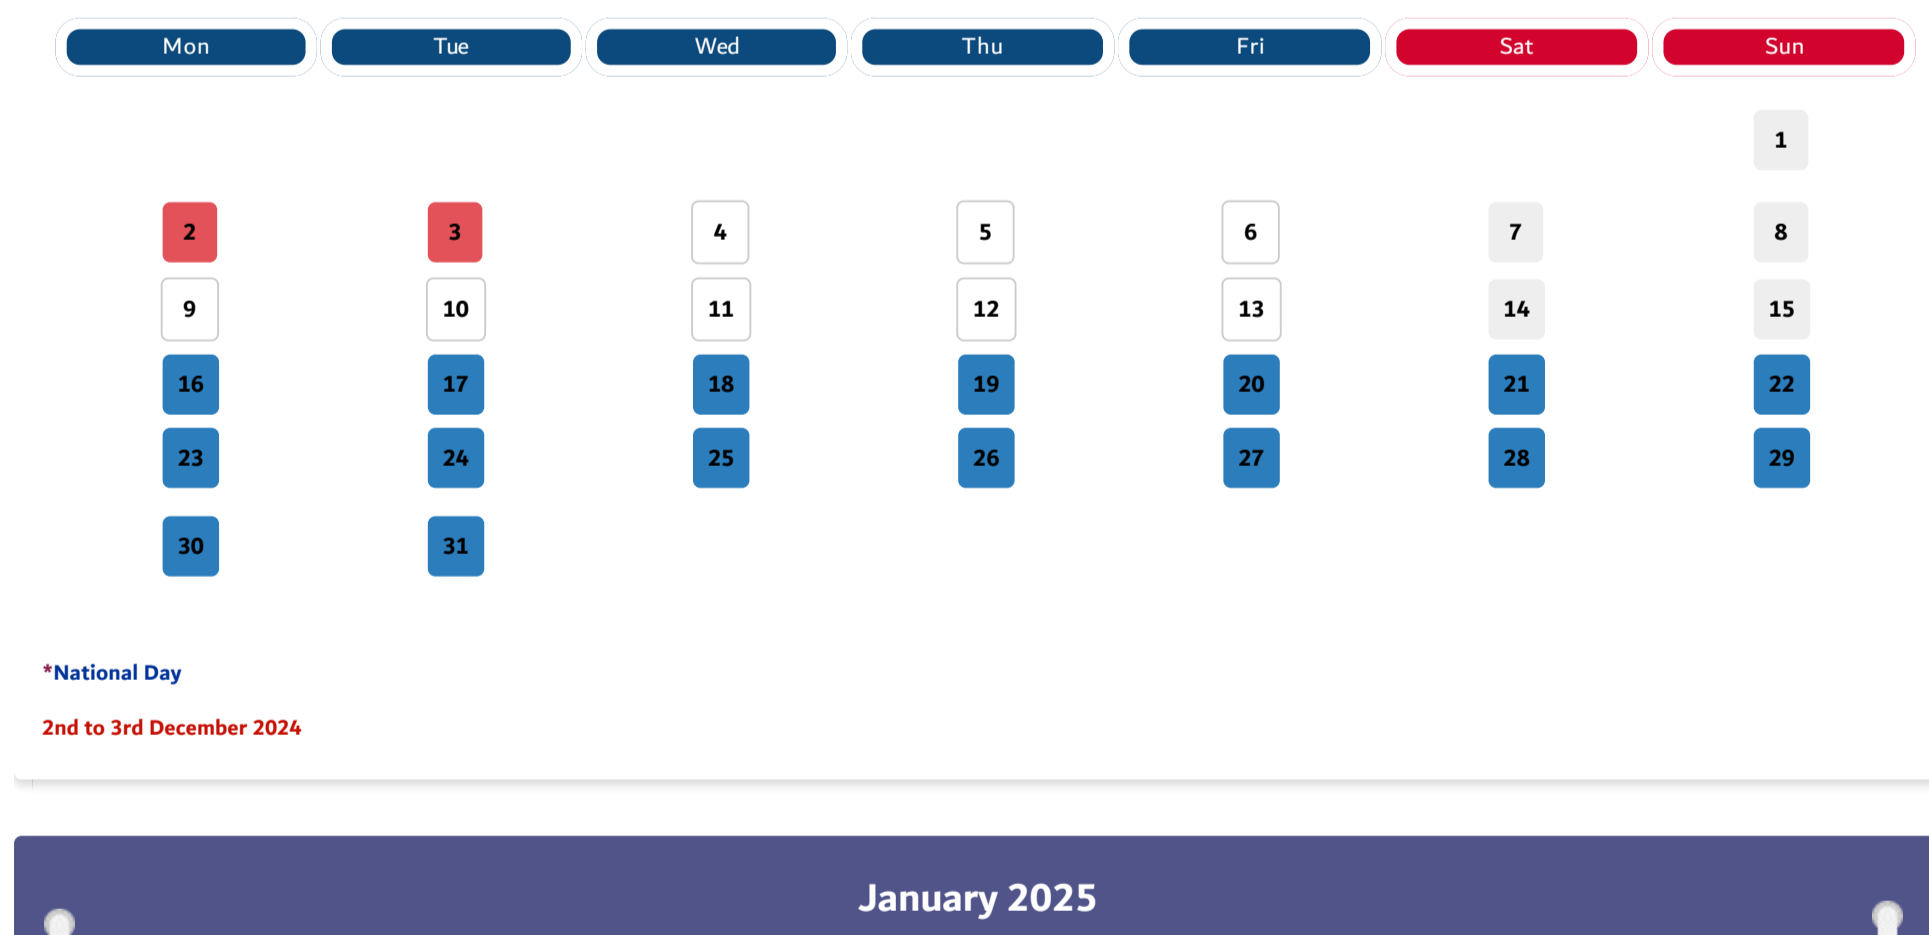 Mon Tue Wed Thu Fri Sat Sun
1
2 3 4 5 6 7 8
9 10 11 12 13 14 15
16 17 18 19 20 21 22
23 24 25 26 27 28 29
30 31
*National Day
2nd to 3rd December 2024
January 2025